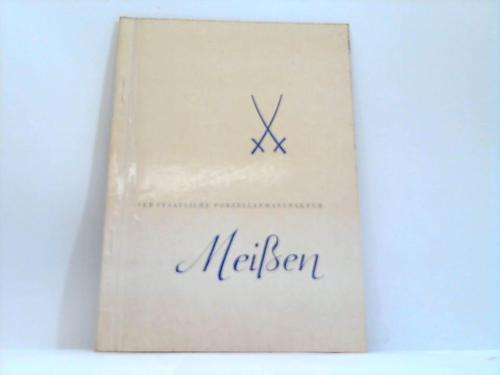 VEB STAATLICHE PORZELLANMANUFAKTUR
Meißen